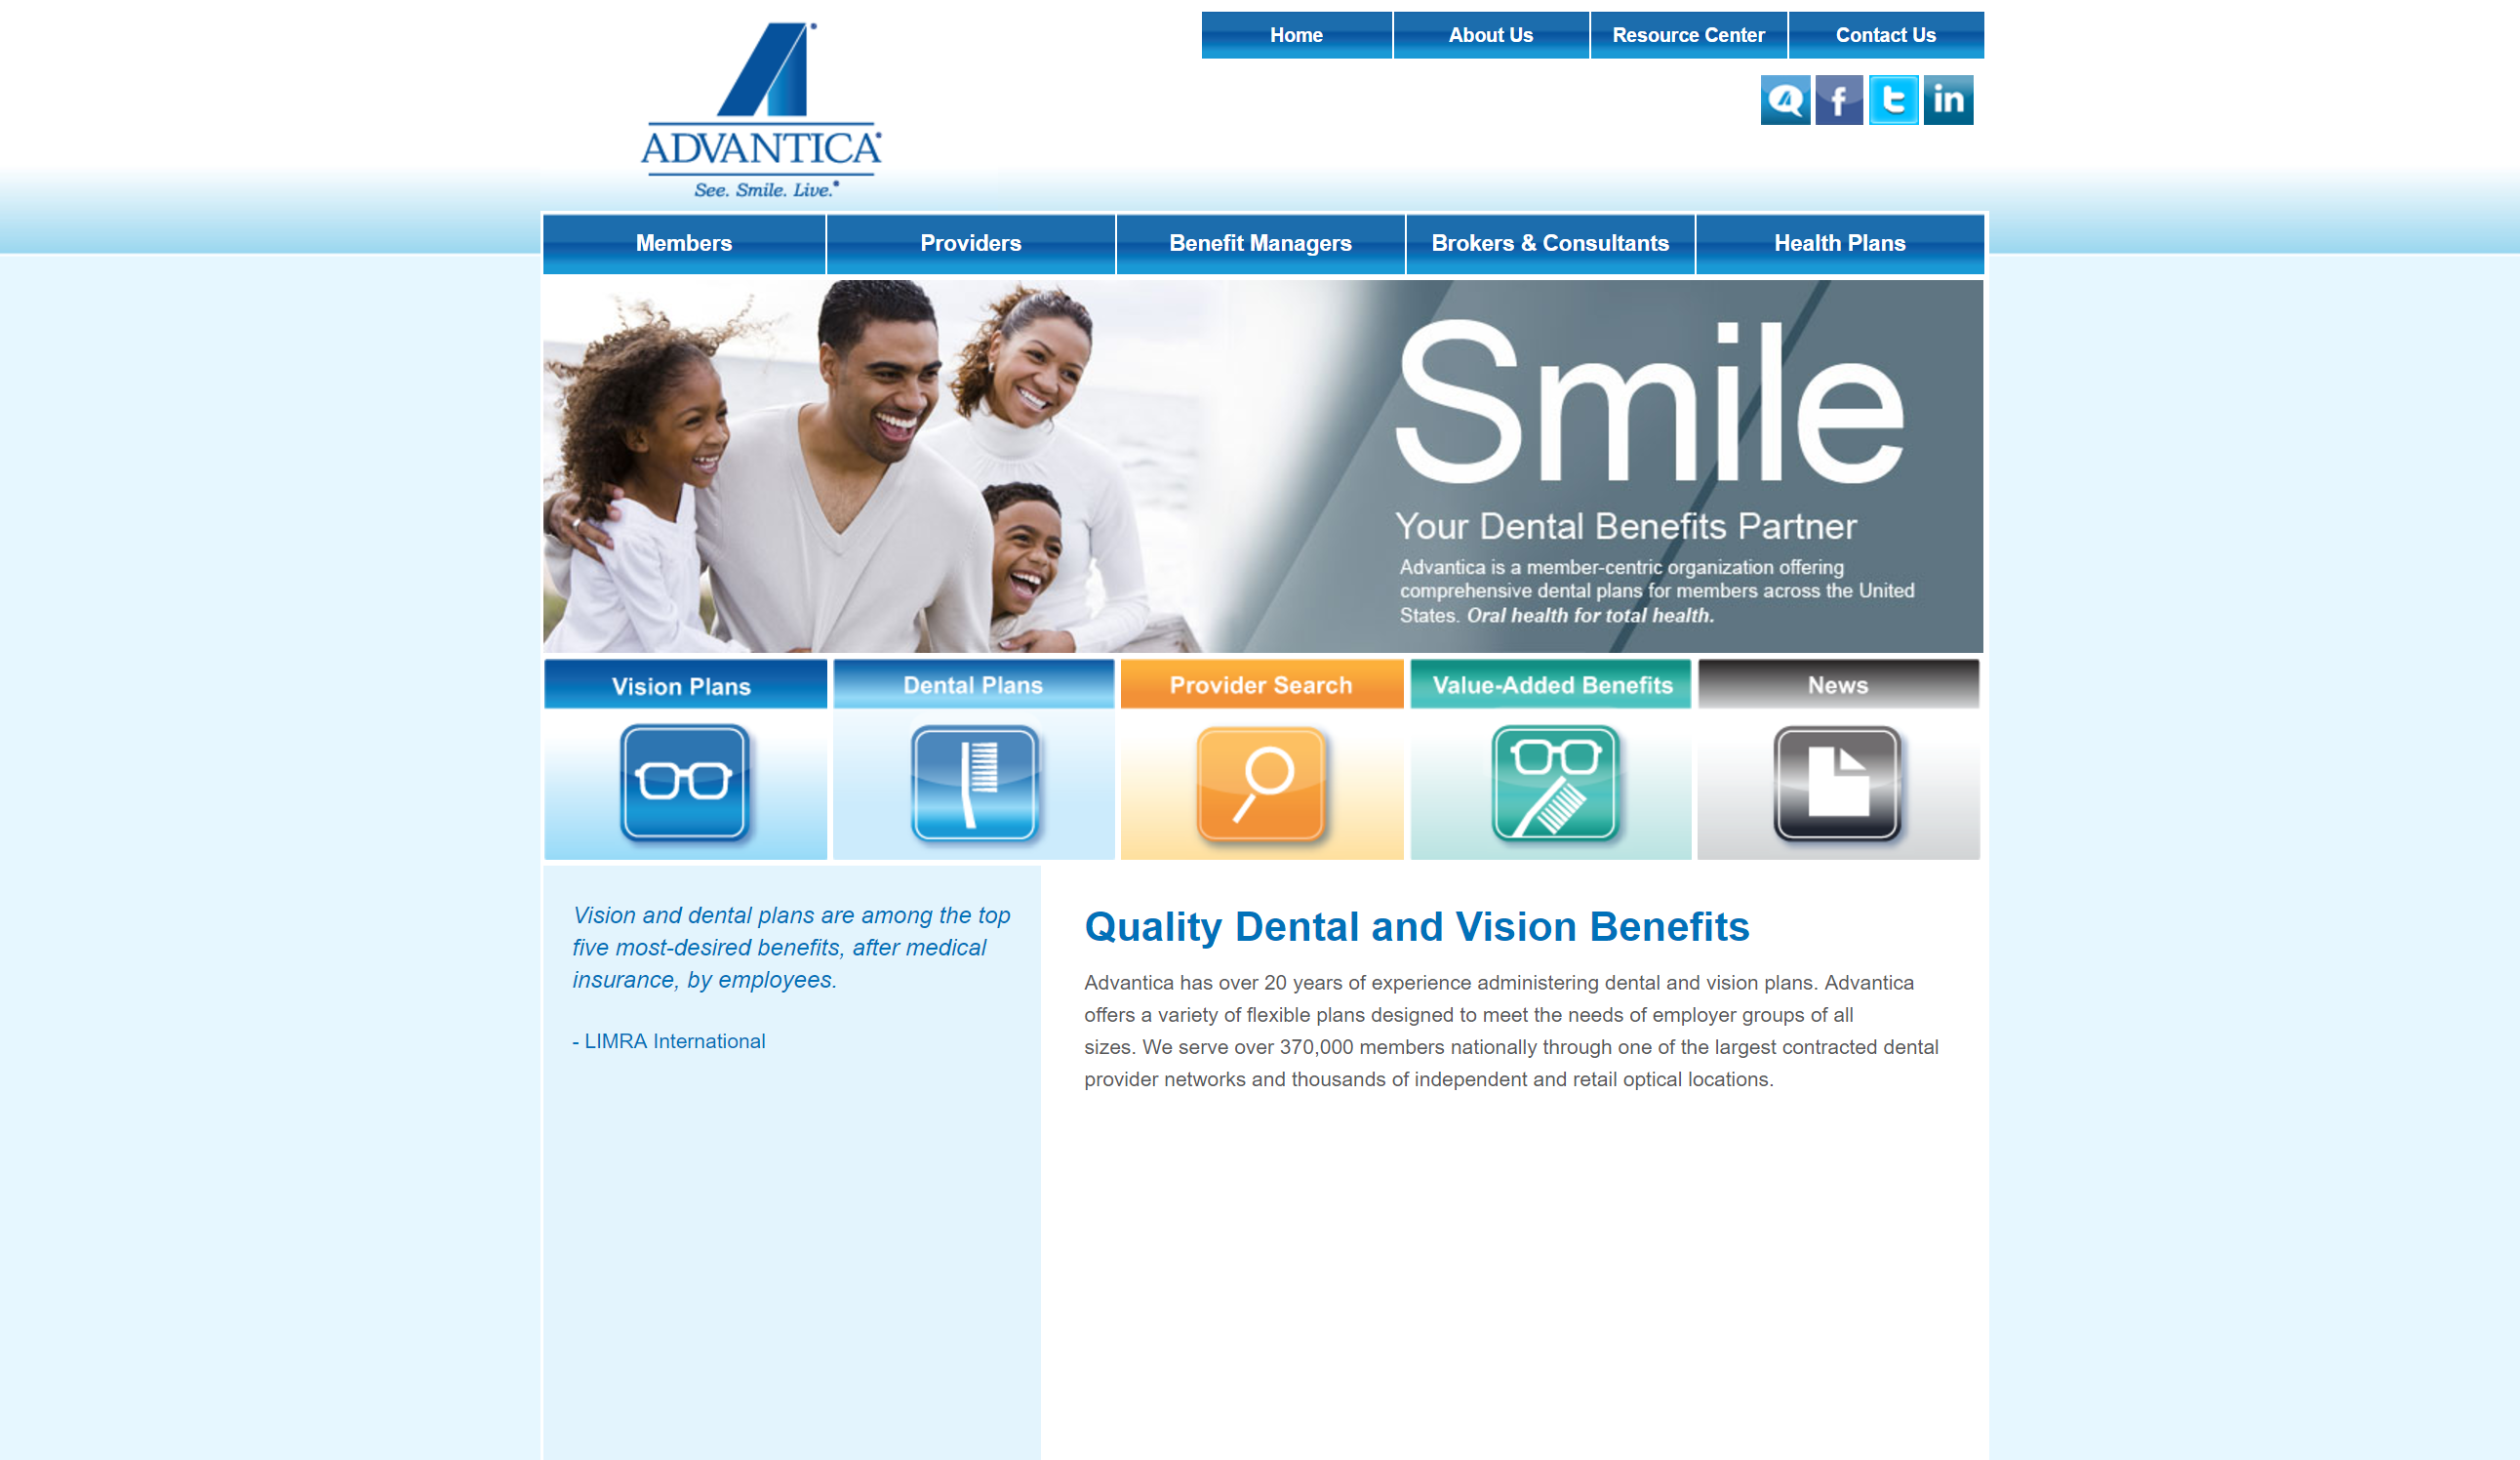 ADVANTICA
See. Smile. Live.
Home
About Us
Resource Center
Contact Us
Members
Providers
Benefit Managers
Brokers & Consultants
Health Plans
Smile
Your Dental Benefits Partner
Advantica is a member-centric organization offering
comprehensive dental plans for members across the United
States. Oral health for total health.
Vision Plans
Dental Plans
Provider Search
Value-Added Benefits
News
Vision and dental plans are among the top
five most-desired benefits, after medical
insurance, by employees.
- LIMRA International
Quality Dental and Vision Benefits
Advantica has over 20 years of experience administering dental and vision plans. Advantica
offers a variety of flexible plans designed to meet the needs of employer groups of all
sizes. We serve over 370,000 members nationally through one of the largest contracted dental
provider networks and thousands of independent and retail optical locations.